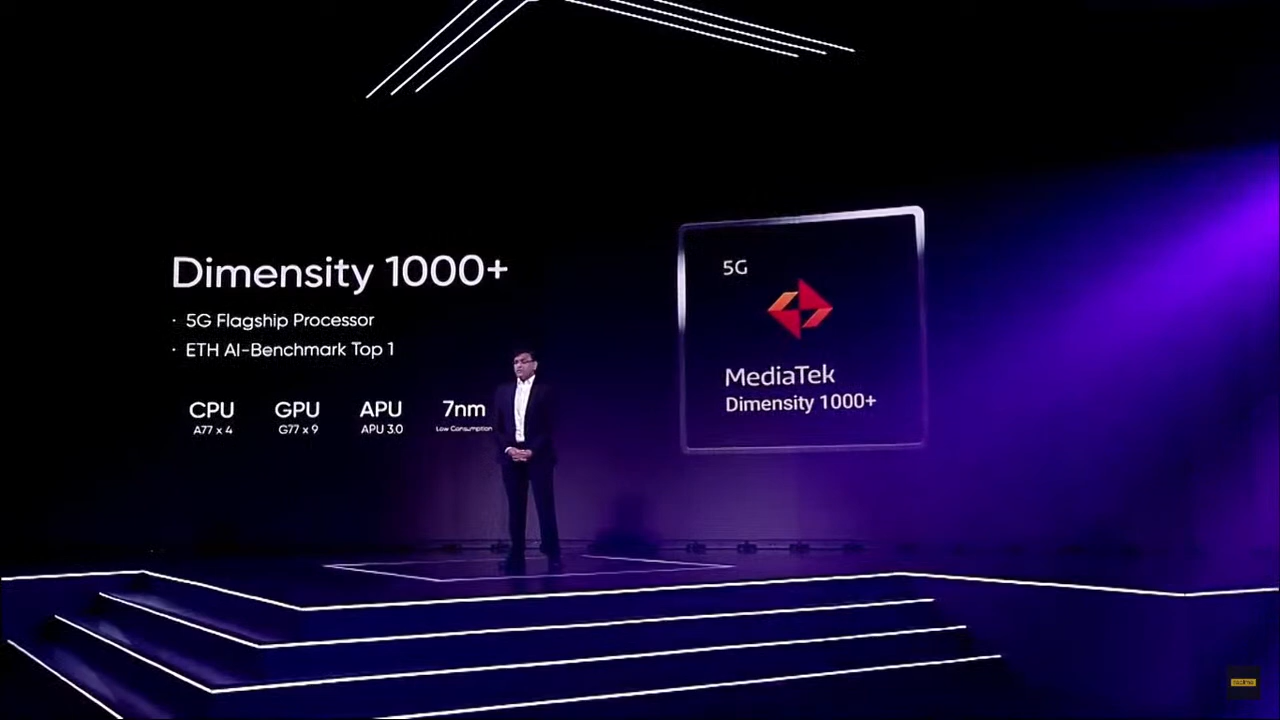 Dimensity 1000+
· 5G Flagship Processor
· ETH AI-Benchmark Top 1
CPU
A77 x 4
GPU
G77 x 9
APU
APU 3.0
7nm
Low Consumption
5G
MediaTek
Dimensity 1000+
realme